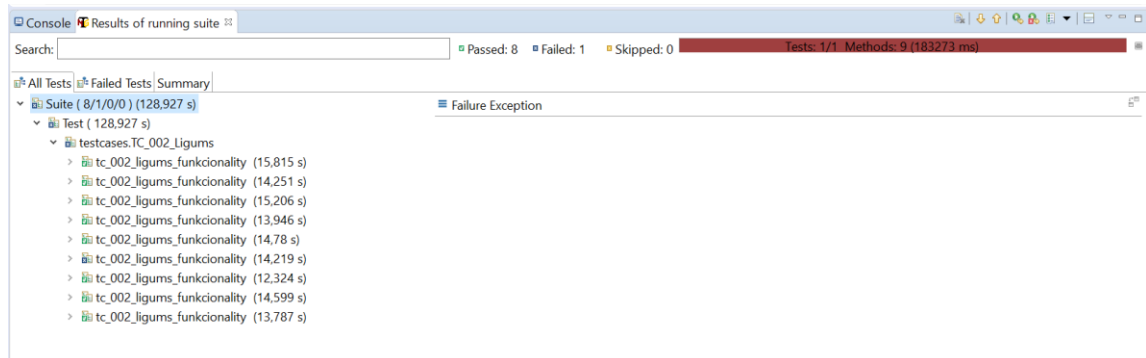 Console Results of running suite
Search: Passed: 8 Failed: 1 Skipped: 0 Tests: 1/1 Methods: 9 (183273 ms)
All Tests Failed Tests Summary
Suite ( 8/1/0/0 ) (128,927 s) Failure Exception
Test ( 128,927 s)
testcases.TC_002_Ligums
tc_002_ligums_funkcionality (15,815 s)
tc_002_ligums_funkcionality (14,251 s)
tc_002_ligums_funkcionality (15,206 s)
tc_002_ligums_funkcionality (13,946 s)
tc_002_ligums_funkcionality (14,78 s)
tc_002_ligums_funkcionality (14,219 s)
tc_002_ligums_funkcionality (12,324 s)
tc_002_ligums_funkcionality (14,599 s)
tc_002_ligums_funkcionality (13,787 s)